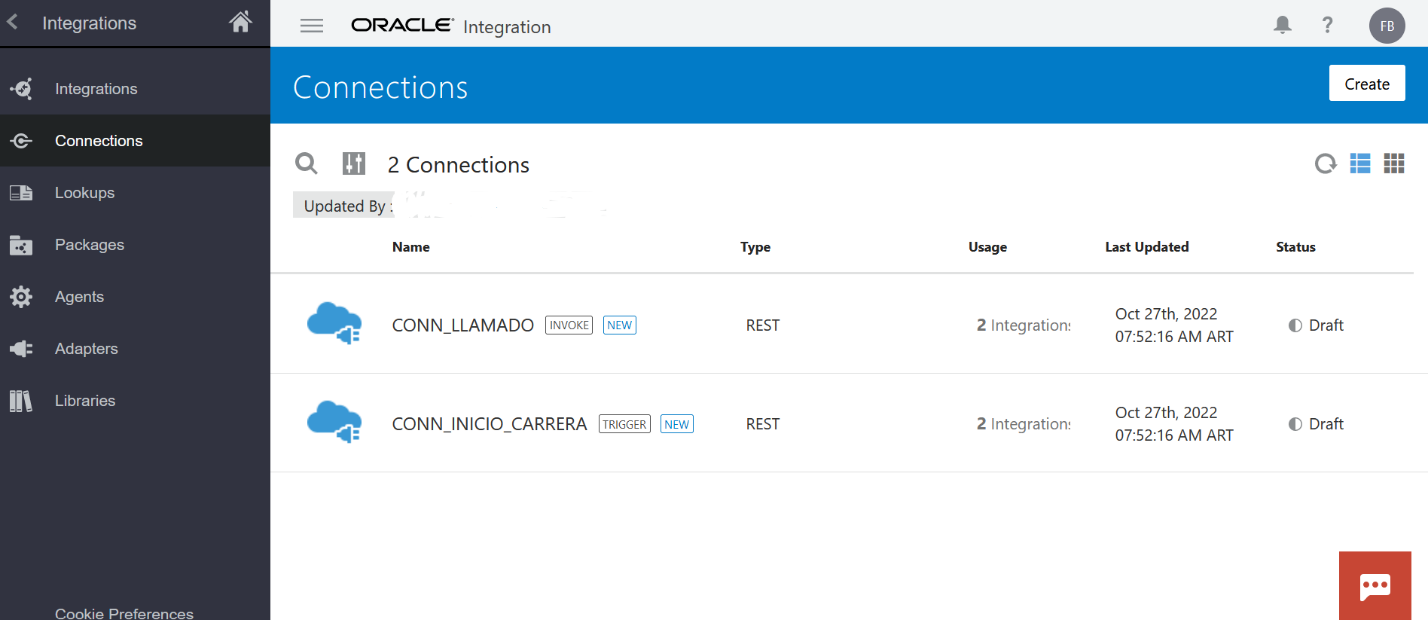 Integrations
ORACLE Integration
FB
Integrations
Connections
Lookups
Packages
Agents
Adapters
Libraries
Cookie Preferences
Connections
Create
2 Connections
Updated By :
Name Type Usage Last Updated Status
CONN_LLAMADO INVOKE NEW REST 2 Integrations Oct 27th, 2022 Draft
07:52:16 AM ART
CONN_INICIO_CARRERA TRIGGER NEW REST 2 Integrations Oct 27th, 2022 Draft
07:52:16 AM ART